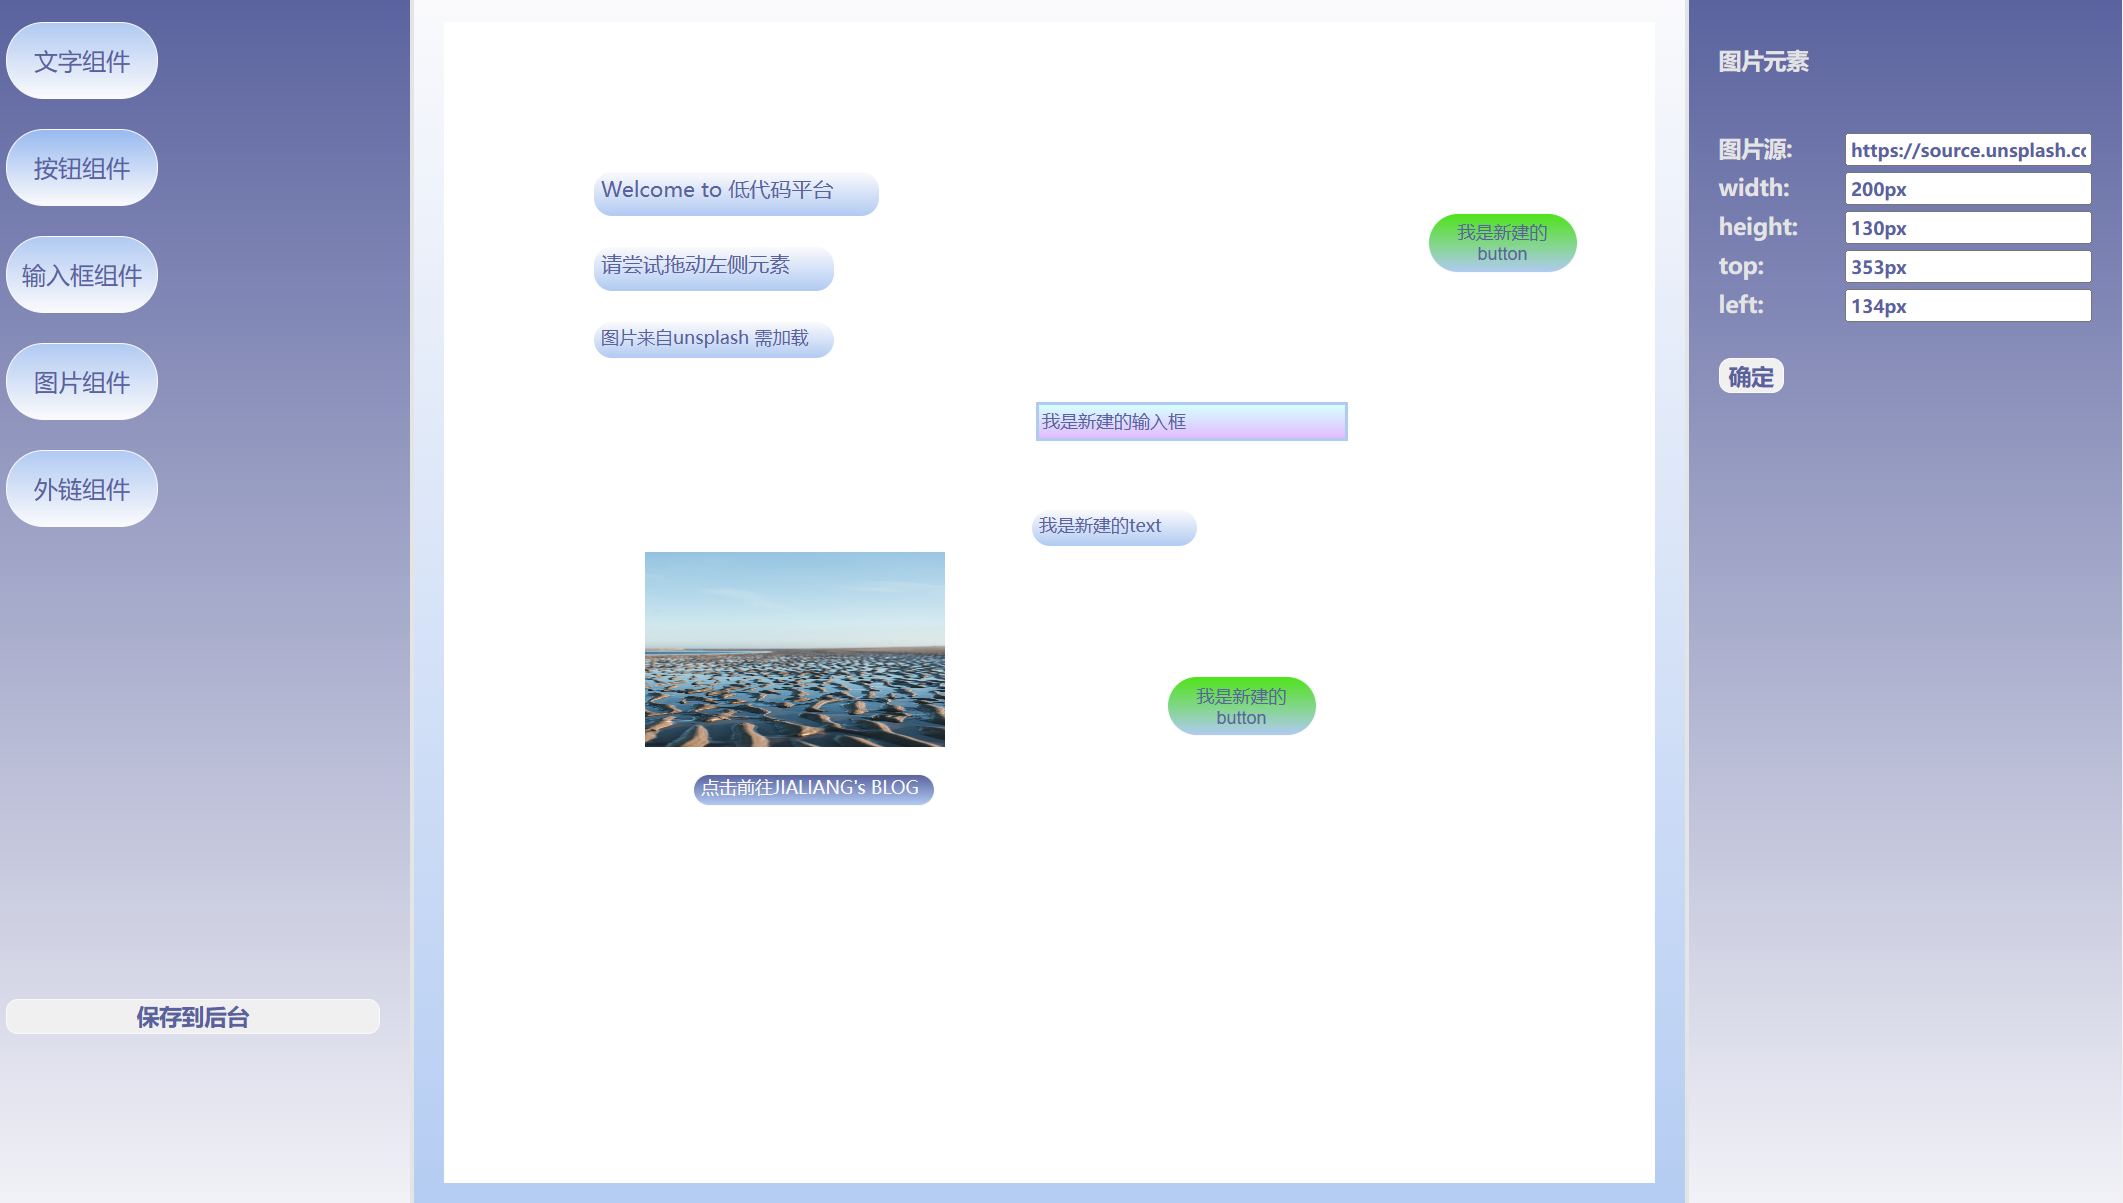 文字组件
按钮组件
输入框组件
图片组件
外链组件
保存到后台
Welcome to 低代码平台
请尝试拖动左侧元素
图片来自unsplash 需加载
我是新建的
button
我是新建的输入框
我是新建的text
我是新建的
button
点击前往JIALIANG's BLOG
图片元素
图片源: https://source.unsplash.cc
width: 200px
height: 130px
top: 353px
left: 134px
确定